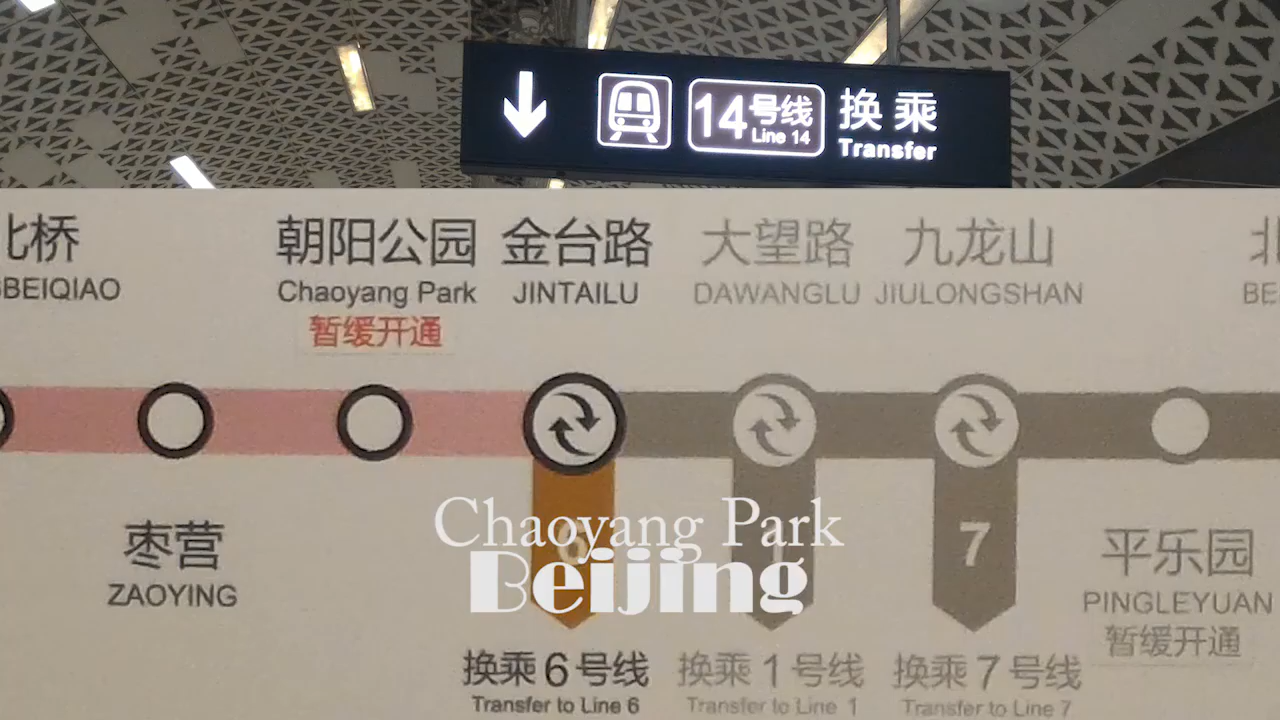 14号线 换乘
Line 14 Transfer
北桥 朝阳公园 金台路 大望路 九龙山 北
BEIQIAO Chaoyang Park JINTAILU DAWANGLU JIULONGSHAN BE
暂缓开通
Chaoyang Park
6 1 7
Beijing
枣营 平乐园
ZAOYING PINGLEYUAN
暂缓开通
换乘 6 号线 换乘 1 号线 换乘 7 号线
Transfer to Line 6 Transfer to Line 1 Transfer to Line 7